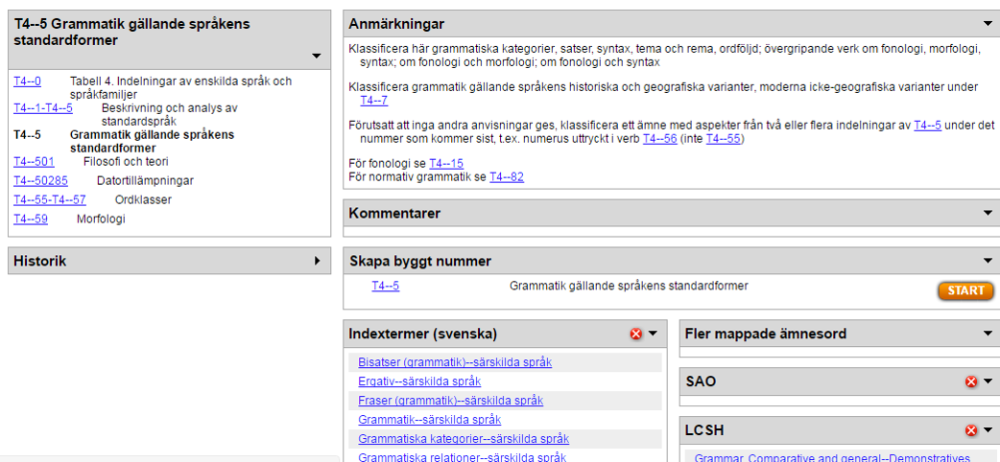 T4--5 Grammatik gällande språkens
standardformer
T4--0 Tabell 4. Indelningar av enskilda språk och
språkfamiljer
T4--1-T4--5 Beskrivning och analys av
standardspråk
T4--5 Grammatik gällande språkens
standardformer
T4--501 Filosofi och teori
T4--50285 Datortillämpningar
T4--55-T4--57 Ordklasser
T4--59 Morfologi
Historik
Anmärkningar
Klassificera här grammatiska kategorier, satser, syntax, tema och rema, ordföljd; övergripande verk om fonologi, morfologi,
syntax; om fonologi och morfologi; om fonologi och syntax
Klassificera grammatik gällande språkens historiska och geografiska varianter, moderna icke-geografiska varianter under
T4--7
Förutsatt att inga andra anvisningar ges, klassificera ett ämne med aspekter från två eller flera indelningar av T4--5 under det
nummer som kommer sist, t.ex. numerus uttryckt i verb T4--56 (inte T4--55)
För fonologi se T4--15
För normativ grammatik se T4--82
Kommentarer
Skapa byggt nummer
T4--5 Grammatik gällande språkens standardformer START
Indextermer (svenska)
Bisatser (grammatik)--särskilda språk
Ergativ--särskilda språk
Fraser (grammatik)--särskilda språk
Grammatik--särskilda språk
Grammatiska kategorier--särskilda språk
Grammatiska relationer--särskilda språk
Fler mappade ämnesord
SAO
LCSH
Grammar, Comparative and general--Demonstratives